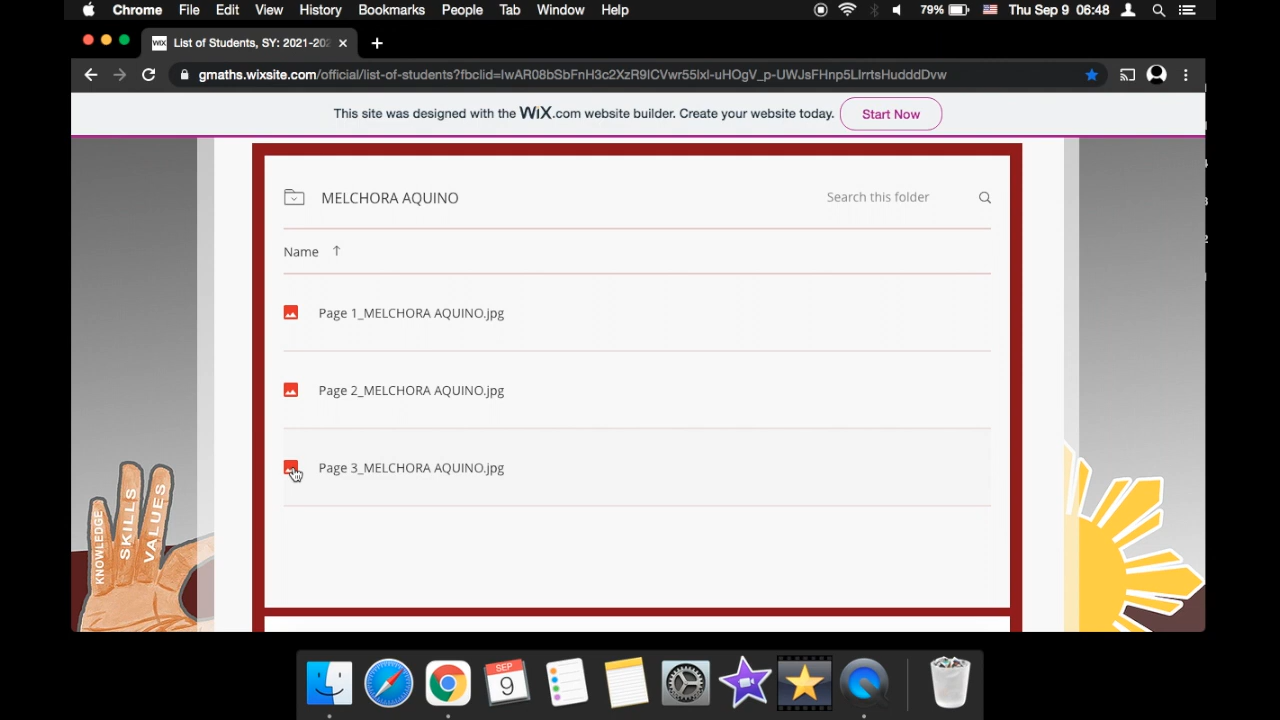 Chrome File Edit View History Bookmarks People Tab Window Help 79% Thu Sep 9 06:48
WiX List of Students, SY: 2021-202
gmaths.wixsite.com/official/list-of-students?fbclid=IwAR08bSbFnH3c2XzR9ICVwr55lxl-uHOgV_p-UWJsFHnp5LIrrtsHudddDvw
This site was designed with the WiX.com website builder. Create your website today. Start Now
MELCHORA AQUINO Search this folder
Name ↑
Page 1_MELCHORA AQUINO.jpg
Page 2_MELCHORA AQUINO.jpg
Page 3_MELCHORA AQUINO.jpg
KNOWLEDGE
SKILLS
VALUES
SEP
9